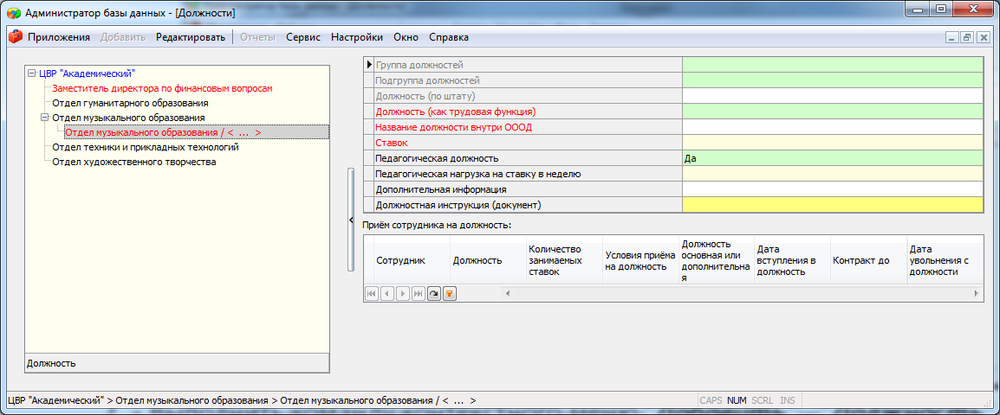 Администратор базы данных - [Должности]
Приложения Добавить Редактировать Отчеты Сервис Настройки Окно Справка
ЦВР "Академический"
Заместитель директора по финансовым вопросам
Отдел гуманитарного образования
Отдел музыкального образования
Отдел музыкального образования / < ... >
Отдел техники и прикладных технологий
Отдел художественного творчества
Должность
Группа должностей
Подгруппа должностей
Должность (по штату)
Должность (как трудовая функция)
Название должности внутри ОООД
Ставок
Педагогическая должность Да
Педагогическая нагрузка на ставку в неделю
Дополнительная информация
Должностная инструкция (документ)
Приём сотрудника на должность:
Сотрудник
Должность
Количество
занимаемых
ставок
Условия приёма
на должность
Должность
основная или
дополнительна
я
Дата
вступления в
должность
Контракт до
Дата
увольнения с
должности
ЦВР "Академический" > Отдел музыкального образования > Отдел музыкального образования / < ... >
CAPS NUM SCRL INS